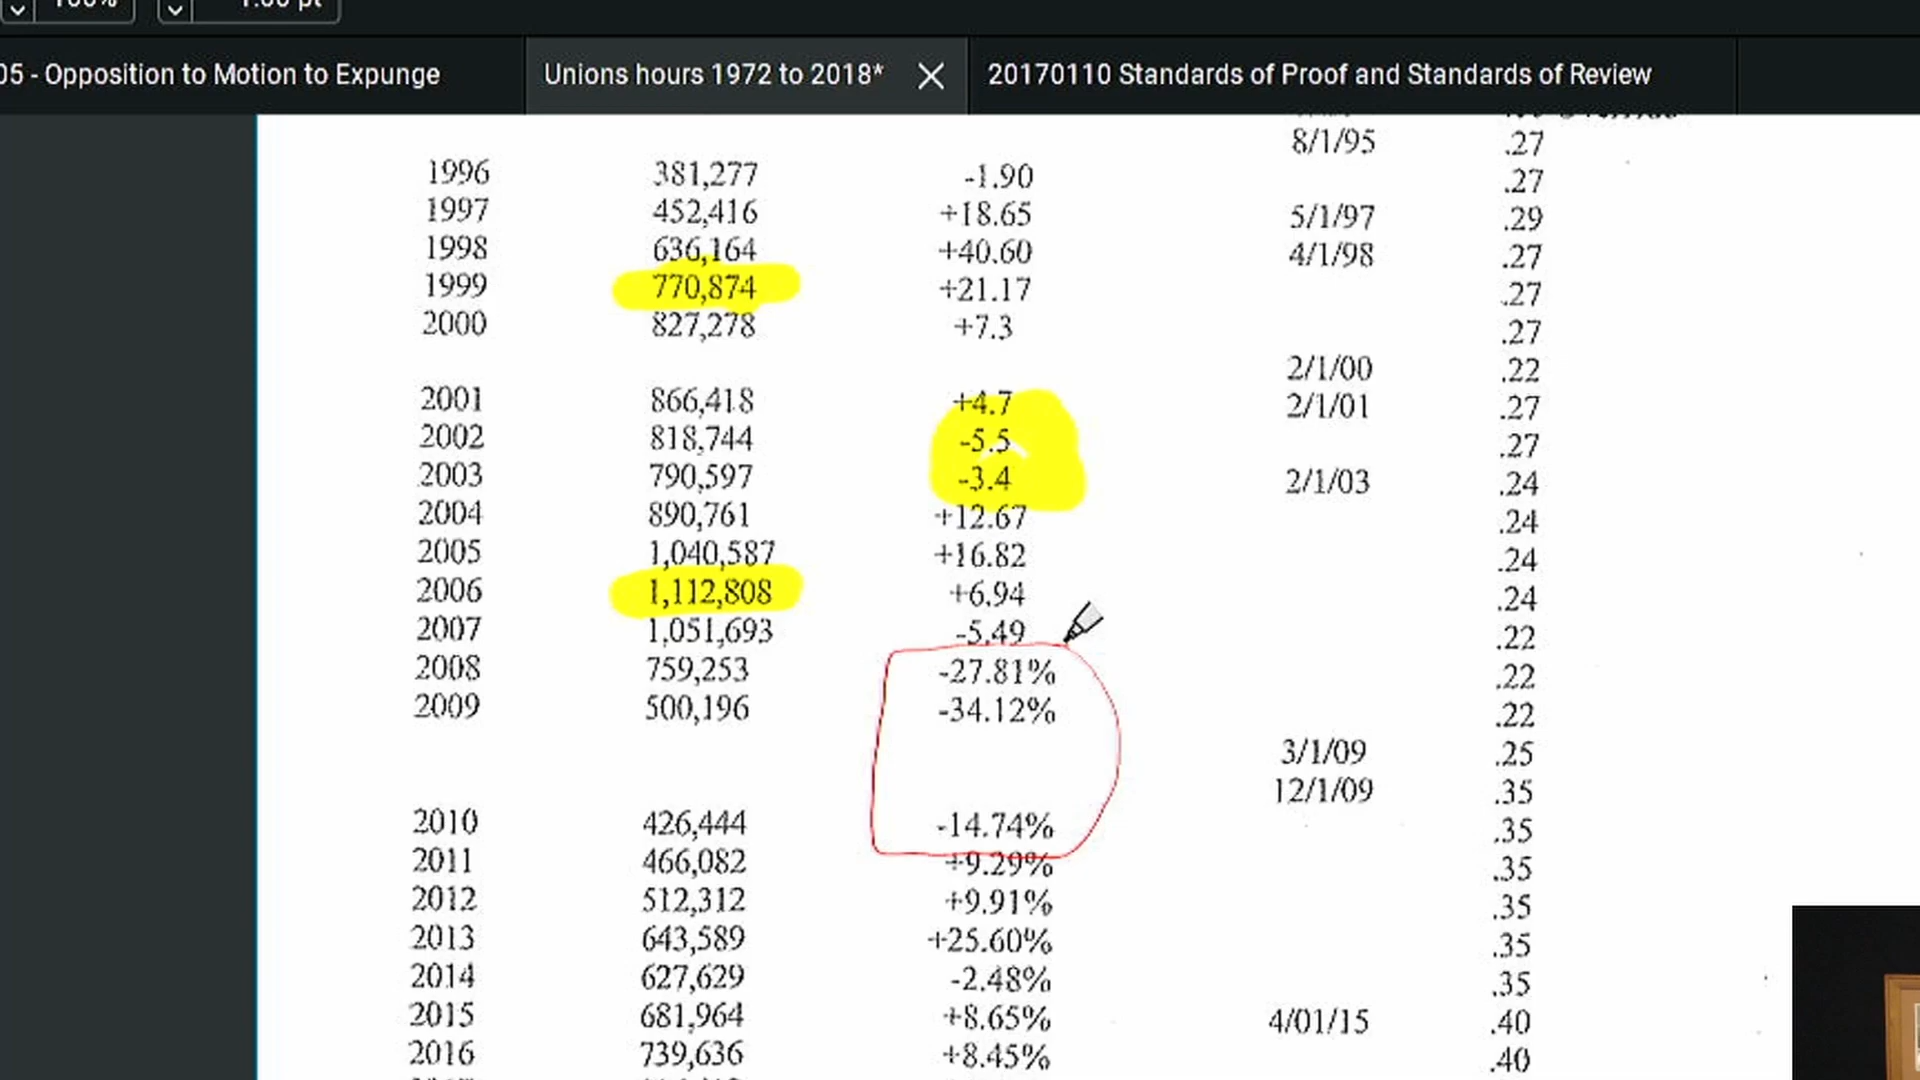 100%
1.00 pt
05 - Opposition to Motion to Expunge
Unions hours 1972 to 2018*
20170110 Standards of Proof and Standards of Review
8/1/95 .27
1996 381,277 -1.90 .27
1997 452,416 +18.65 5/1/97 .29
1998 636,164 +40.60 4/1/98 .27
1999 770,874 +21.17 .27
2000 827,278 +7.3 .27
2/1/00 .22
2001 866,418 +4.7 2/1/01 .27
2002 818,744 -5.5 .27
2003 790,597 -3.4 2/1/03 .24
2004 890,761 +12.67 .24
2005 1,040,587 +16.82 .24
2006 1,112,808 +6.94 .24
2007 1,051,693 -5.49 .22
2008 759,253 -27.81% .22
2009 500,196 -34.12% .22
3/1/09 .25
12/1/09 .35
2010 426,444 -14.74% .35
2011 466,082 +9.29% .35
2012 512,312 +9.91% .35
2013 643,589 +25.60% .35
2014 627,629 -2.48% .35
2015 681,964 +8.65% 4/01/15 .40
2016 739,636 +8.45% .40